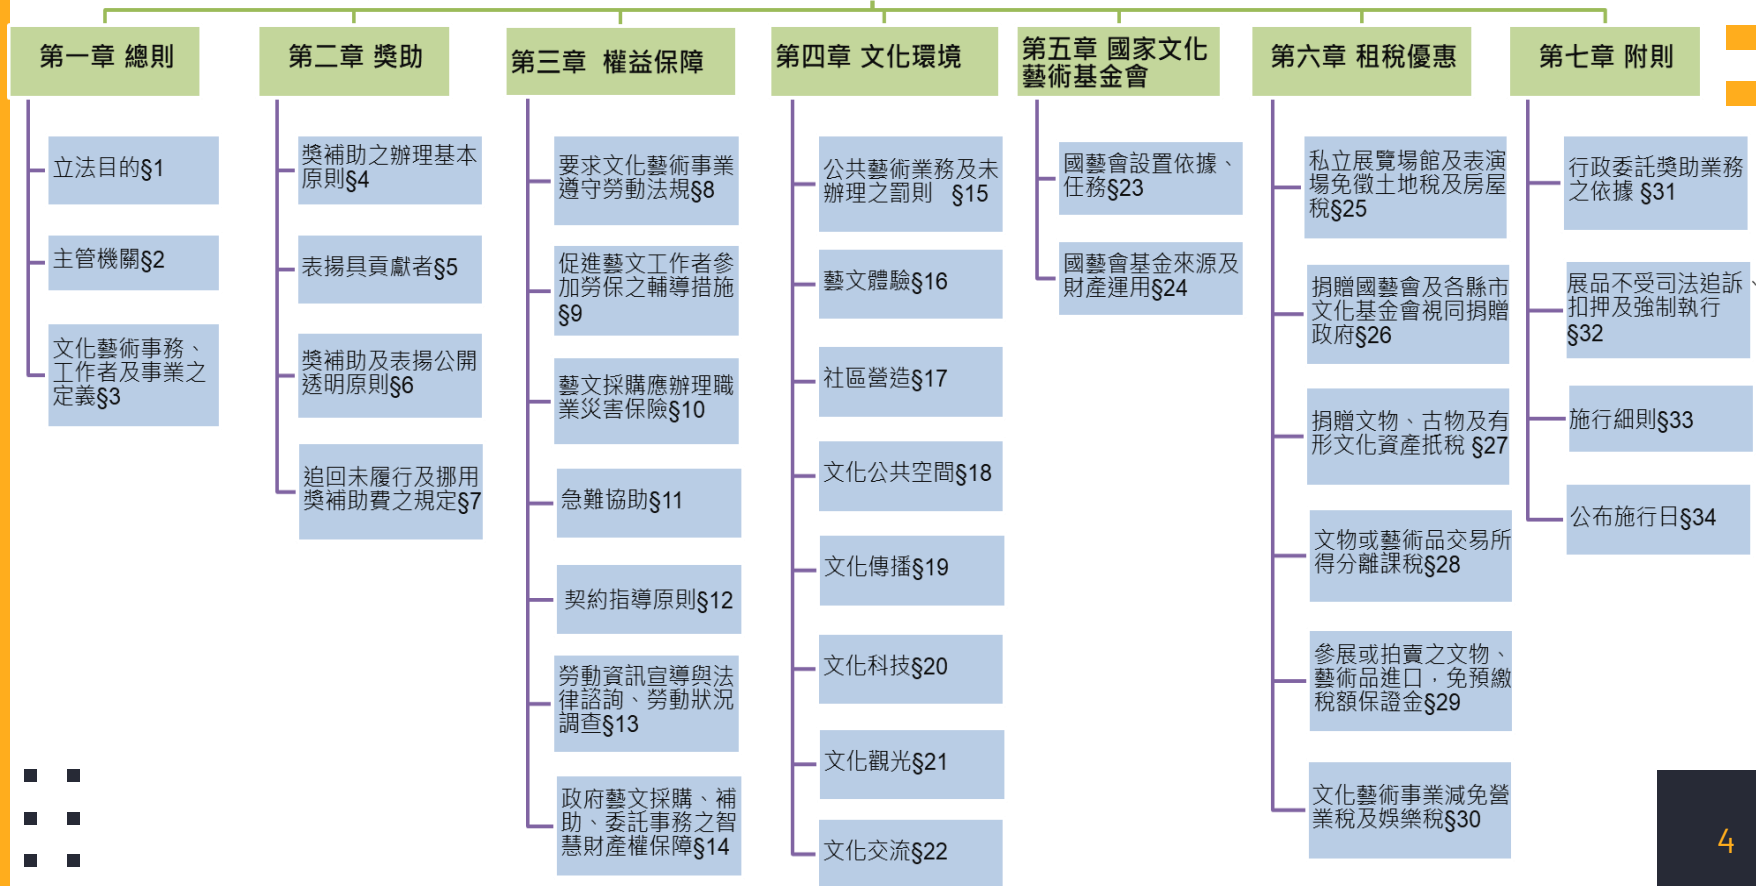 第一章 總則
立法目的§1
主管機關§2
文化藝術事務、
工作者及事業之
定義§3
第二章 獎助
獎補助之辦理基本
原則§4
表揚具貢獻者§5
獎補助及表揚公開
透明原則§6
追回未履行及挪用
獎補助費之規定§7
第三章 權益保障
要求文化藝術事業
遵守勞動法規§8
促進藝文工作者參
加勞保之輔導措施
§9
藝文採購應辦理職
業災害保險§10
急難協助§11
契約指導原則§12
勞動資訊宣導與法
律諮詢、勞動狀況
調查§13
政府藝文採購、補
助、委託事務之智
慧財產權保障§14
第四章 文化環境
公共藝術業務及未
辦理之罰則 §15
藝文體驗§16
社區營造§17
文化公共空間§18
文化傳播§19
文化科技§20
文化觀光§21
文化交流§22
第五章 國家文化
藝術基金會
國藝會設置依據、
任務§23
國藝會基金來源及
財產運用§24
第六章 租稅優惠
私立展覽場館及表演
場免徵土地稅及房屋
稅§25
捐贈國藝會及各縣市
文化基金會視同捐贈
政府§26
捐贈文物、古物及有
形文化資產抵稅 §27
文物或藝術品交易所
得分離課稅§28
參展或拍賣之文物、
藝術品進口，免預繳
稅額保證金§29
文化藝術事業減免營
業稅及娛樂稅§30
第七章 附則
行政委託獎助業務
之依據 §31
展品不受司法追訴、
扣押及強制執行
§32
施行細則§33
公布施行日§34
4